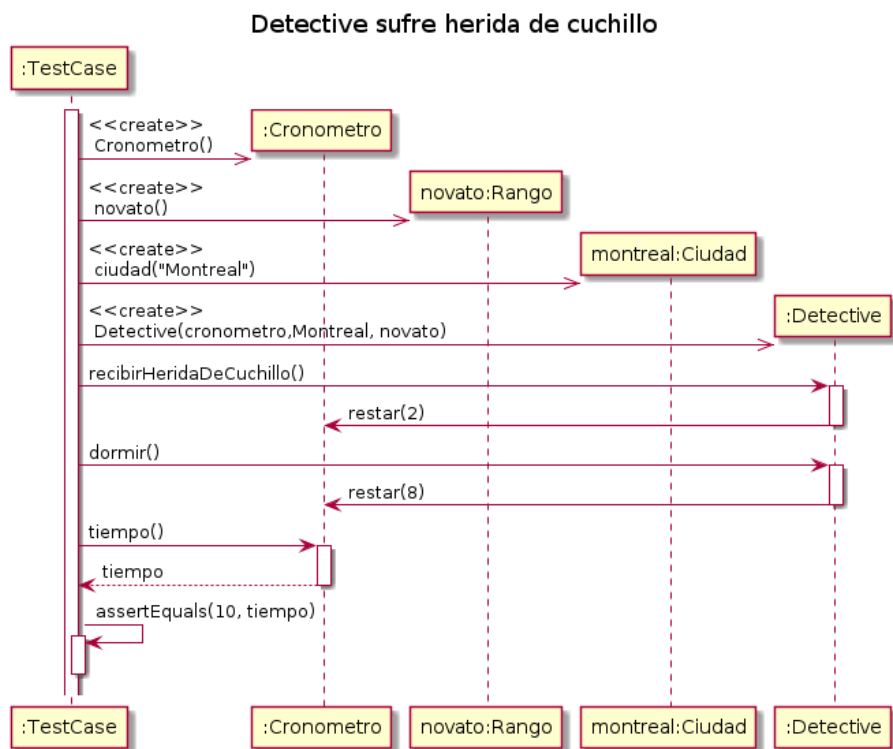 Detective sufre herida de cuchillo
:TestCase
<<create>>
Cronometro()
:Cronometro
<<create>>
novato()
novato:Rango
<<create>>
ciudad("Montreal")
montreal:Ciudad
<<create>>
Detective(cronometro,Montreal, novato)
:Detective
recibirHeridaDeCuchillo()
restar(2)
dormir()
restar(8)
tiempo()
tiempo
assertEquals(10, tiempo)
:TestCase
:Cronometro
novato:Rango
montreal:Ciudad
:Detective